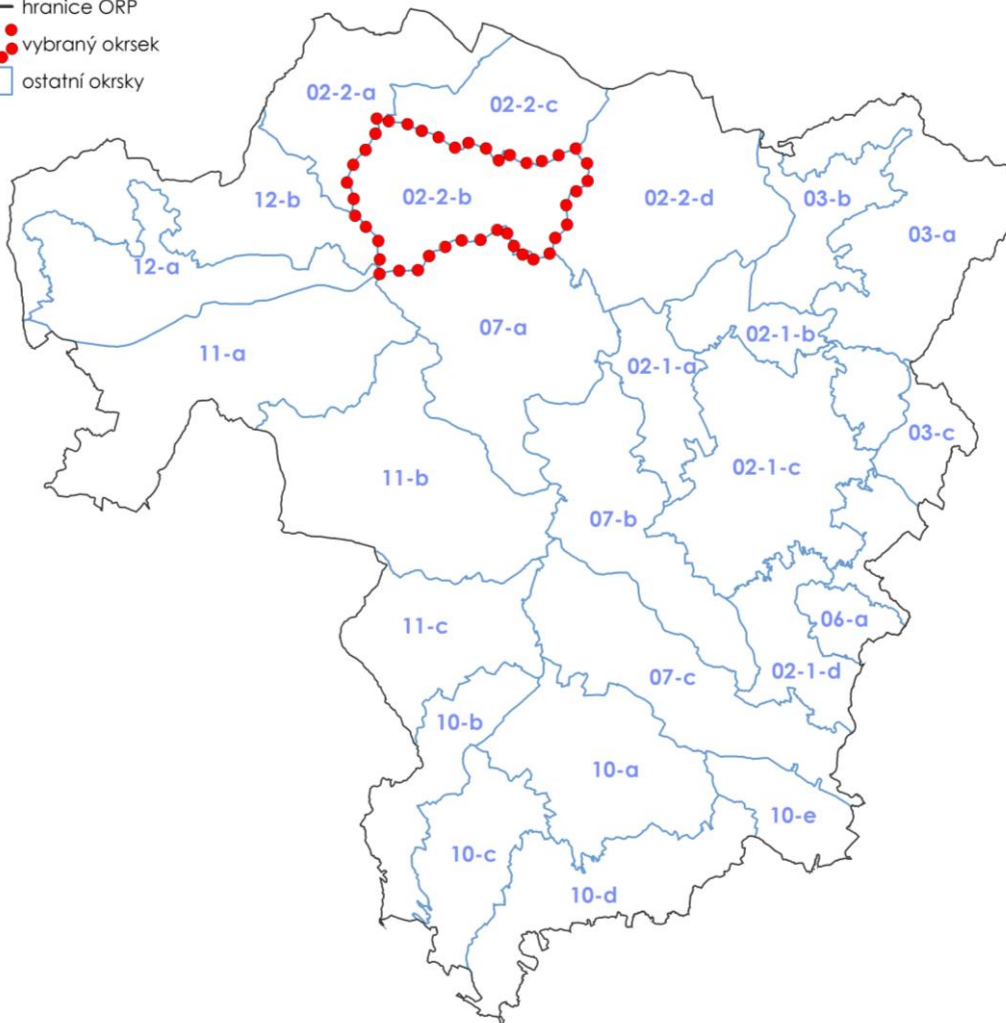 hranice ORP
vybraný okrsek
ostatní okrsky
02-2-a
02-2-c
12-b
02-2-b
02-2-d
03-b
03-a
12-a
07-a
02-1-b
11-a
02-1-a
03-c
02-1-c
11-b
07-b
11-c
06-a
07-c
02-1-d
10-b
10-a
10-e
10-c
10-d